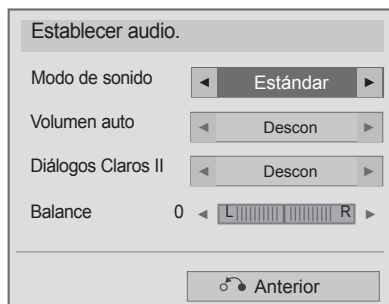 Establecer audio.
Modo de sonido ◄ Estándar ►
Volumen auto ◄ Descon ►
Diálogos Claros II ◄ Descon ►
Balance 0 ◄ L R ►
Anterior